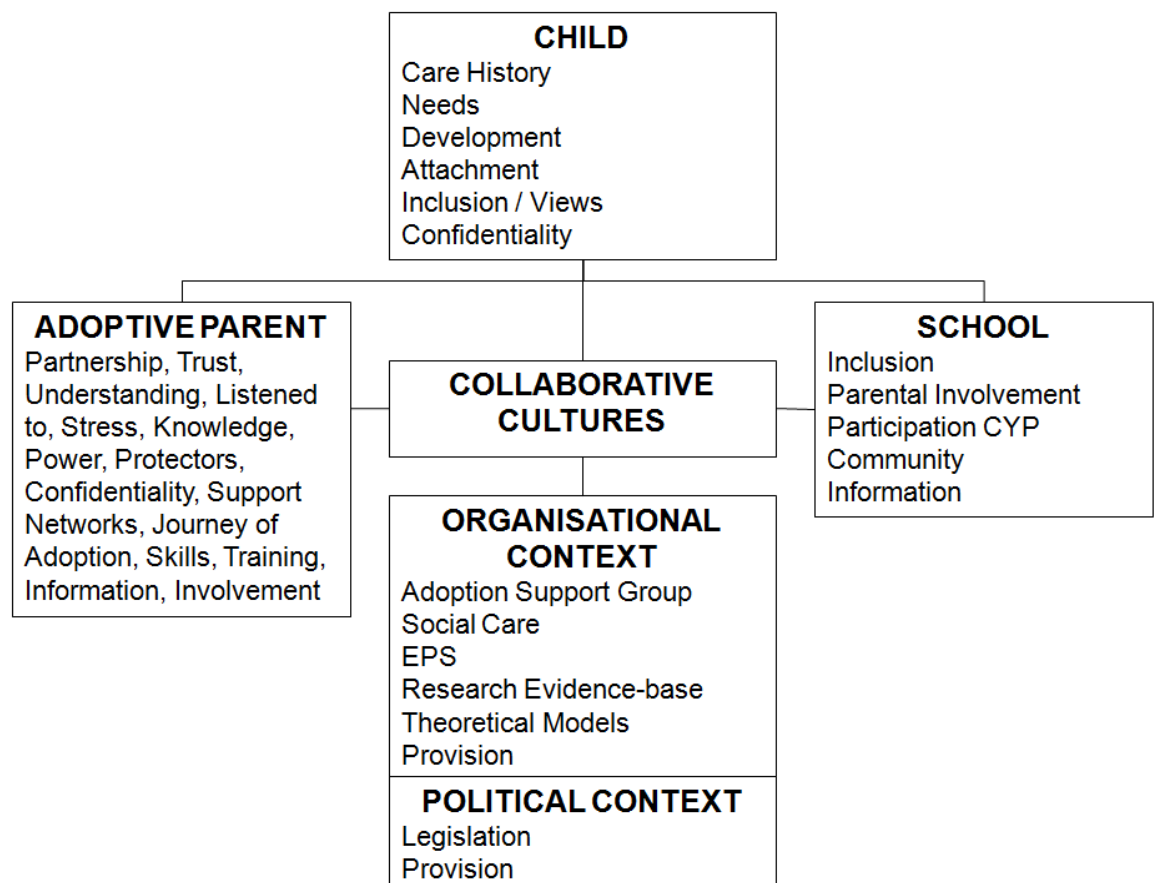 CHILD
Care History
Needs
Development
Attachment
Inclusion / Views
Confidentiality
ADOPTIVE PARENT
Partnership, Trust,
Understanding, Listened
to, Stress, Knowledge,
Power, Protectors,
Confidentiality, Support
Networks, Journey of
Adoption, Skills, Training,
Information, Involvement
COLLABORATIVE
CULTURES
SCHOOL
Inclusion
Parental Involvement
Participation CYP
Community
Information
ORGANISATIONAL
CONTEXT
Adoption Support Group
Social Care
EPS
Research Evidence-base
Theoretical Models
Provision
POLITICAL CONTEXT
Legislation
Provision